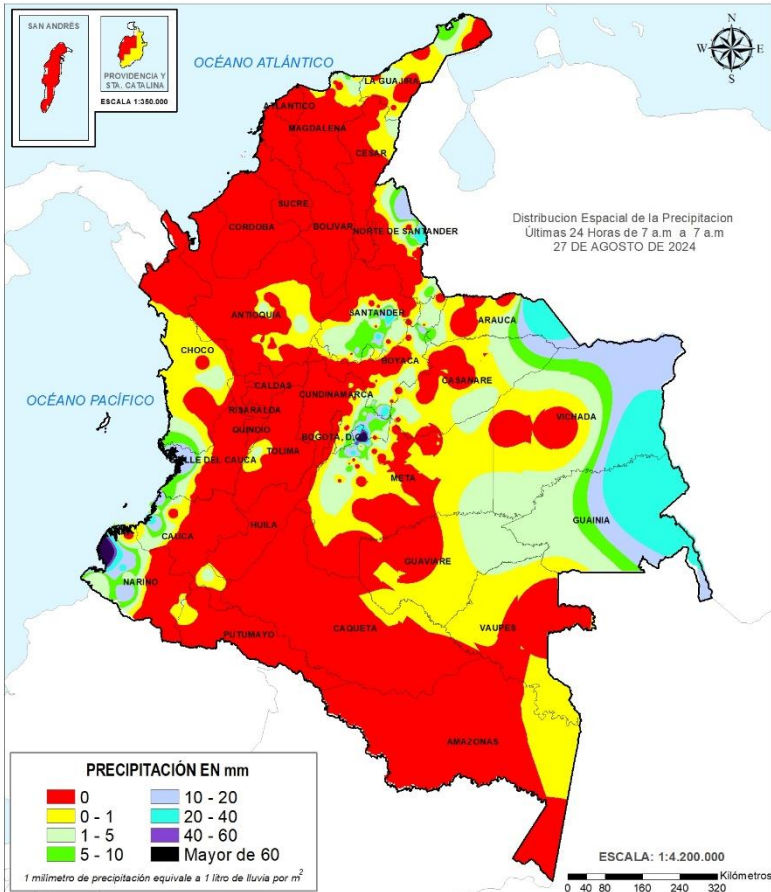 SAN ANDRÉS
PROVIDENCIA Y
STA. CATALINA
ESCALA 1:350.000
OCÉANO ATLÁNTICO
N
W
E
S
LA GUAJIRA
ATLANTICO
MAGDALENA
CESAR
SUCRE
CORDOBA
BOLIVAR
NORTE DE SANTANDER
Distribucion Espacial de la Precipitacion
Últimas 24 Horas de 7 a.m a 7 a.m
27 DE AGOSTO DE 2024
ANTIOQUIA
SANTANDER
ARAUCA
CHOCO
BOYACA
CASANARE
CALDAS
CUNDINAMARCA
OCÉANO PACÍFICO
RISARALDA
VICHADA
QUINDIO
BOGOTA, D.C.
TOLIMA
VALLE DEL CAUCA
META
GUAINIA
HUILA
CAUCA
GUAVIARE
NARIÑO
VAUPES
PUTUMAYO
CAQUETA
AMAZONAS
PRECIPITACIÓN EN mm
0
10 - 20
0 - 1
20 - 40
1 - 5
40 - 60
5 - 10
Mayor de 60
1 milímetro de precipitación equivale a 1 litro de lluvia por m²
ESCALA: 1:4.200.000
Kilómetros
0 40 80 160 240 320